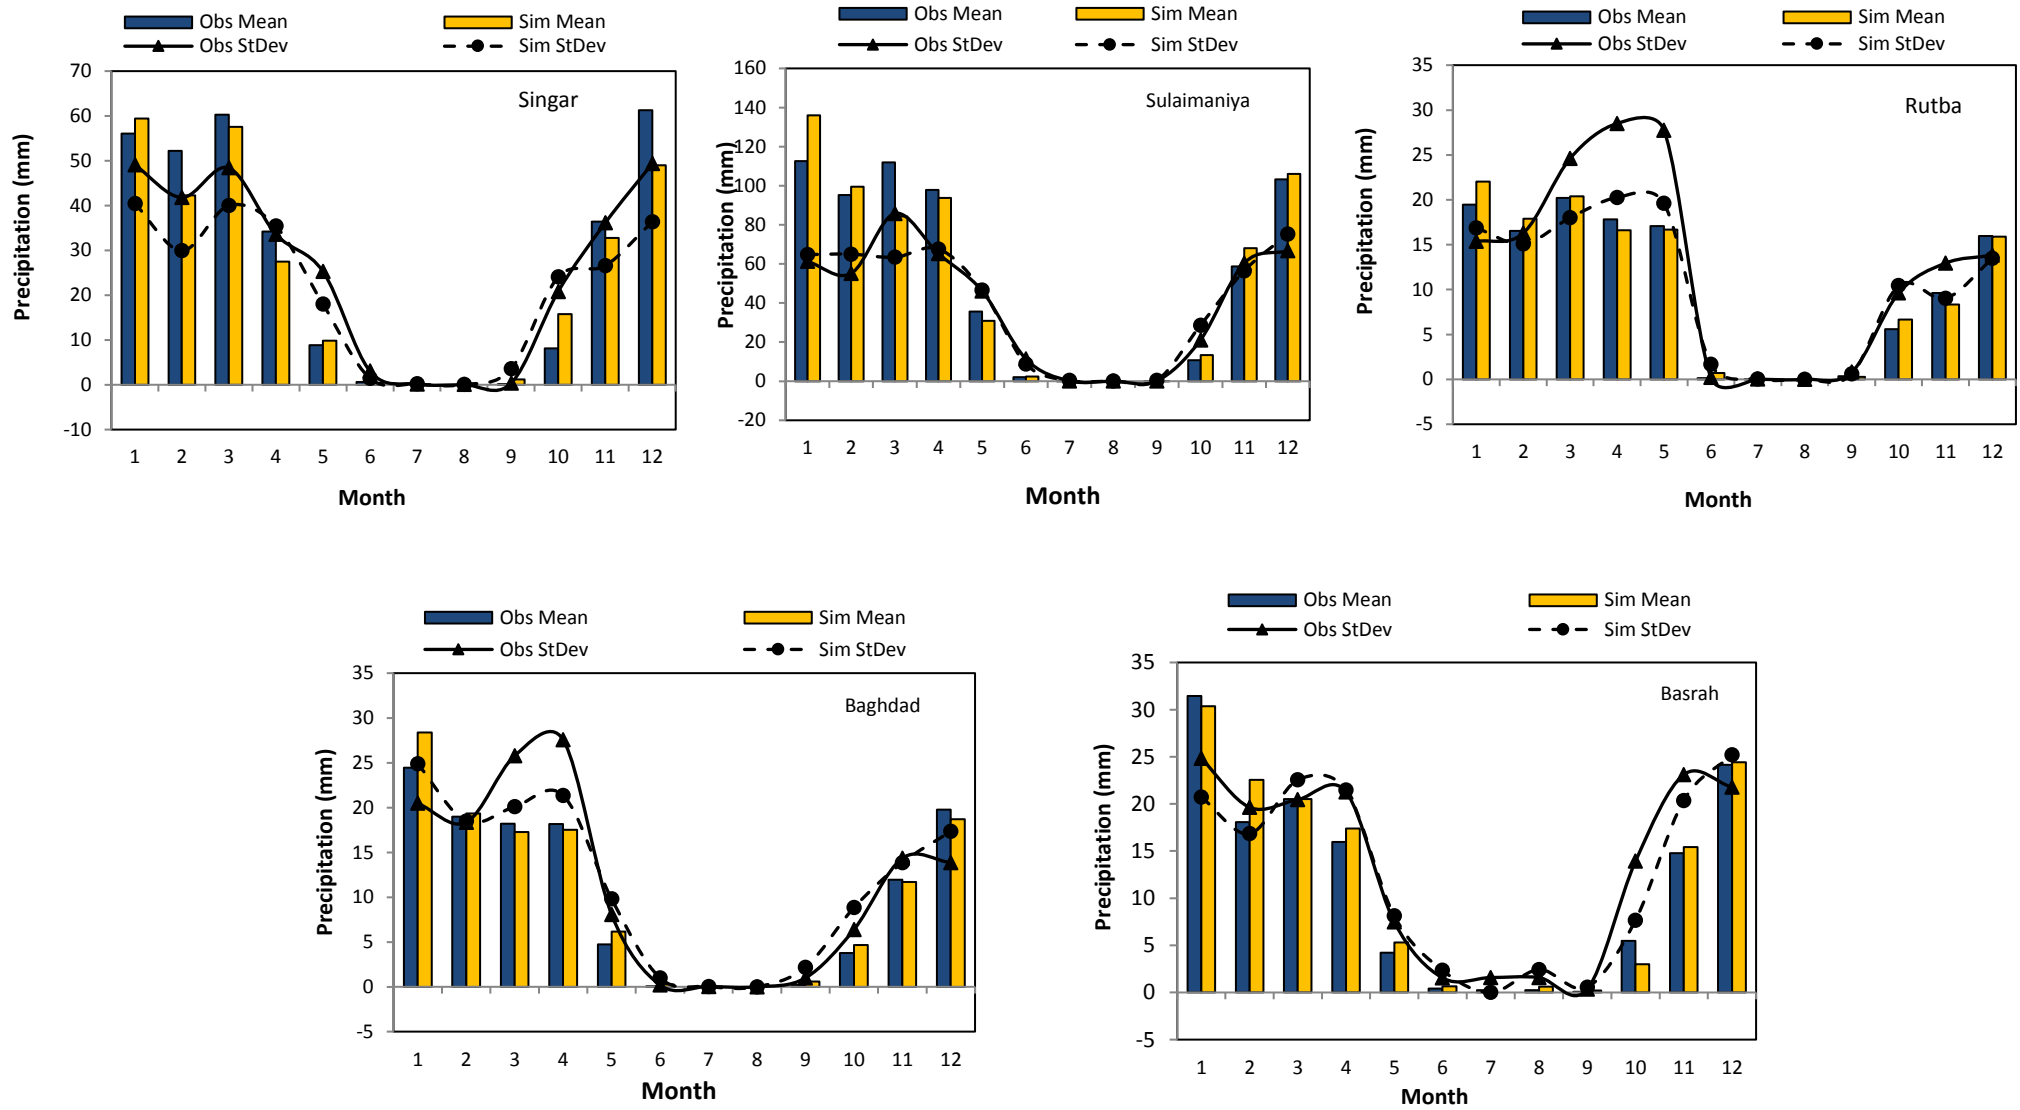 Obs Mean Sim Mean
Obs StDev Sim StDev
Singar
Precipitation (mm)
70
60
50
40
30
20
10
0
-10
1 2 3 4 5 6 7 8 9 10 11 12
Month
Obs Mean Sim Mean
Obs StDev Sim StDev
Sulaimaniya
Precipitation (mm)
160
140
120
100
80
60
40
20
0
-20
1 2 3 4 5 6 7 8 9 10 11 12
Month
Obs Mean Sim Mean
Obs StDev Sim StDev
Rutba
Precipitation (mm)
35
30
25
20
15
10
5
0
-5
1 2 3 4 5 6 7 8 9 10 11 12
Month
Obs Mean Sim Mean
Obs StDev Sim StDev
Baghdad
Precipitation (mm)
35
30
25
20
15
10
5
0
-5
1 2 3 4 5 6 7 8 9 10 11 12
Month
Obs Mean Sim Mean
Obs StDev Sim StDev
Basrah
Precipitation (mm)
35
30
25
20
15
10
5
0
-5
1 2 3 4 5 6 7 8 9 10 11 12
Month